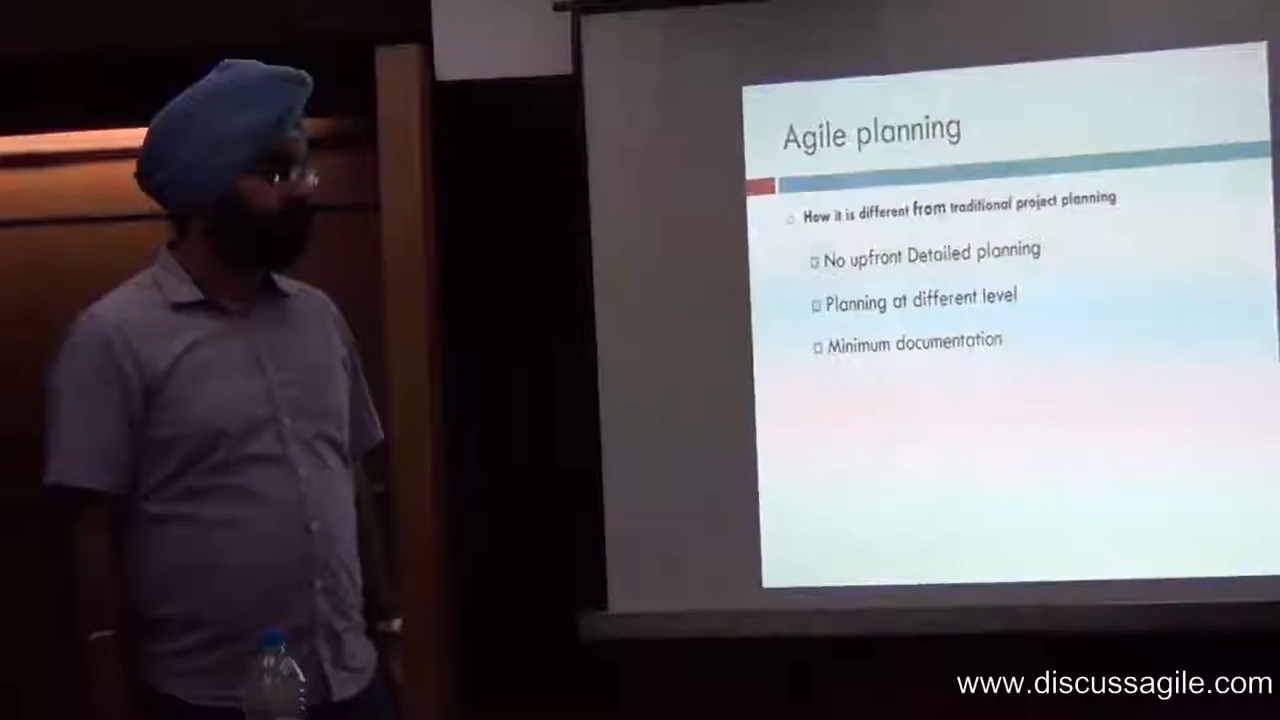 Agile planning
How it is different from traditional project planning
No upfront Detailed planning
Planning at different level
Minimum documentation
www.discussagile.com